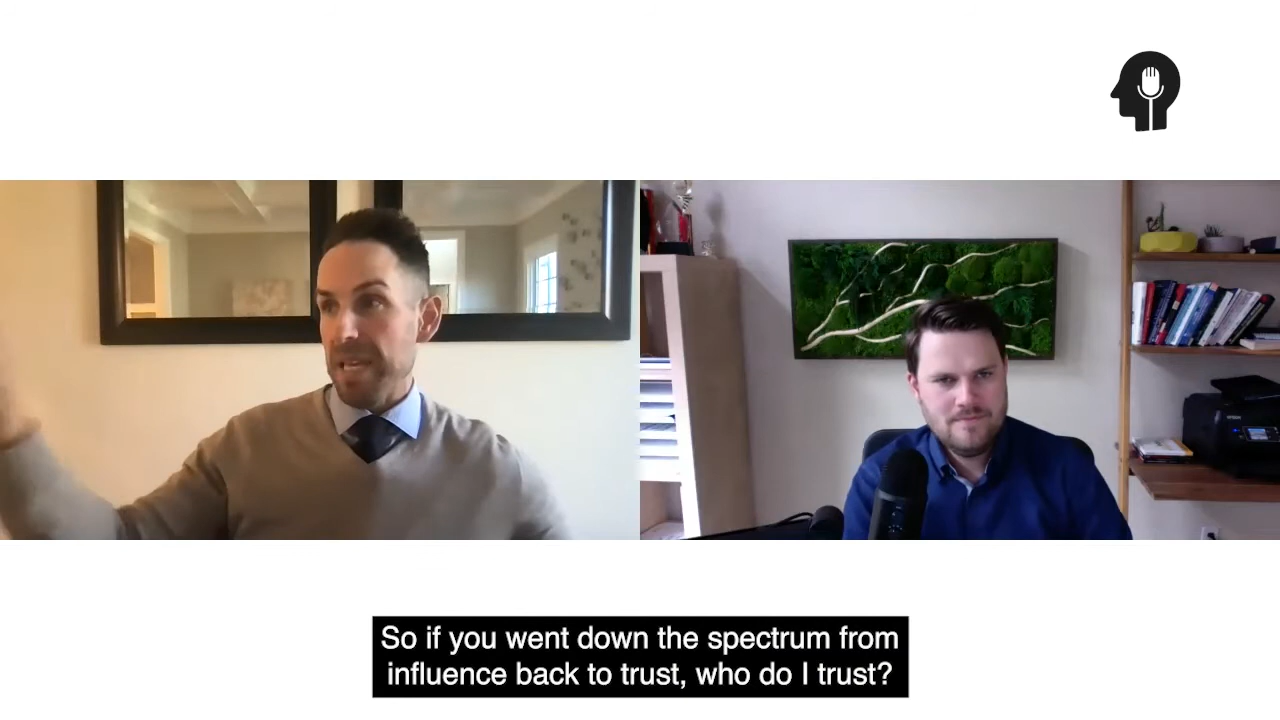 So if you went down the spectrum from
influence back to trust, who do I trust?